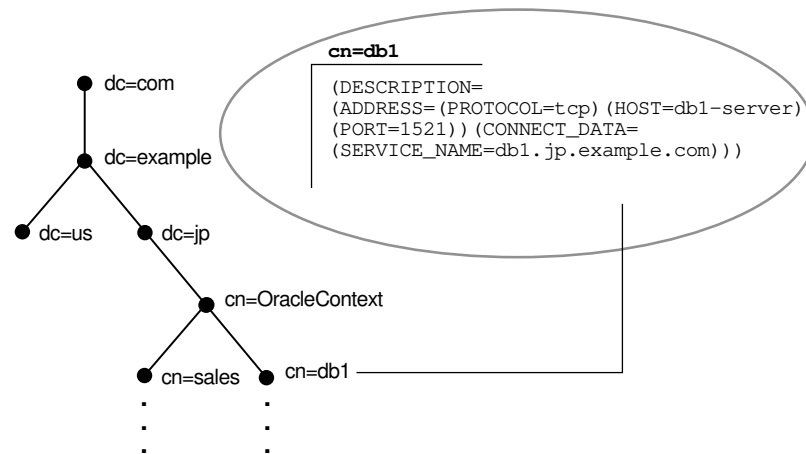 cn=db1
(DESCRIPTION=
(ADDRESS=(PROTOCOL=tcp)(HOST=db1-server)
(PORT=1521))(CONNECT_DATA=
(SERVICE_NAME=db1.jp.example.com)))
dc=com
dc=example
dc=us
dc=jp
cn=OracleContext
cn=sales
cn=db1